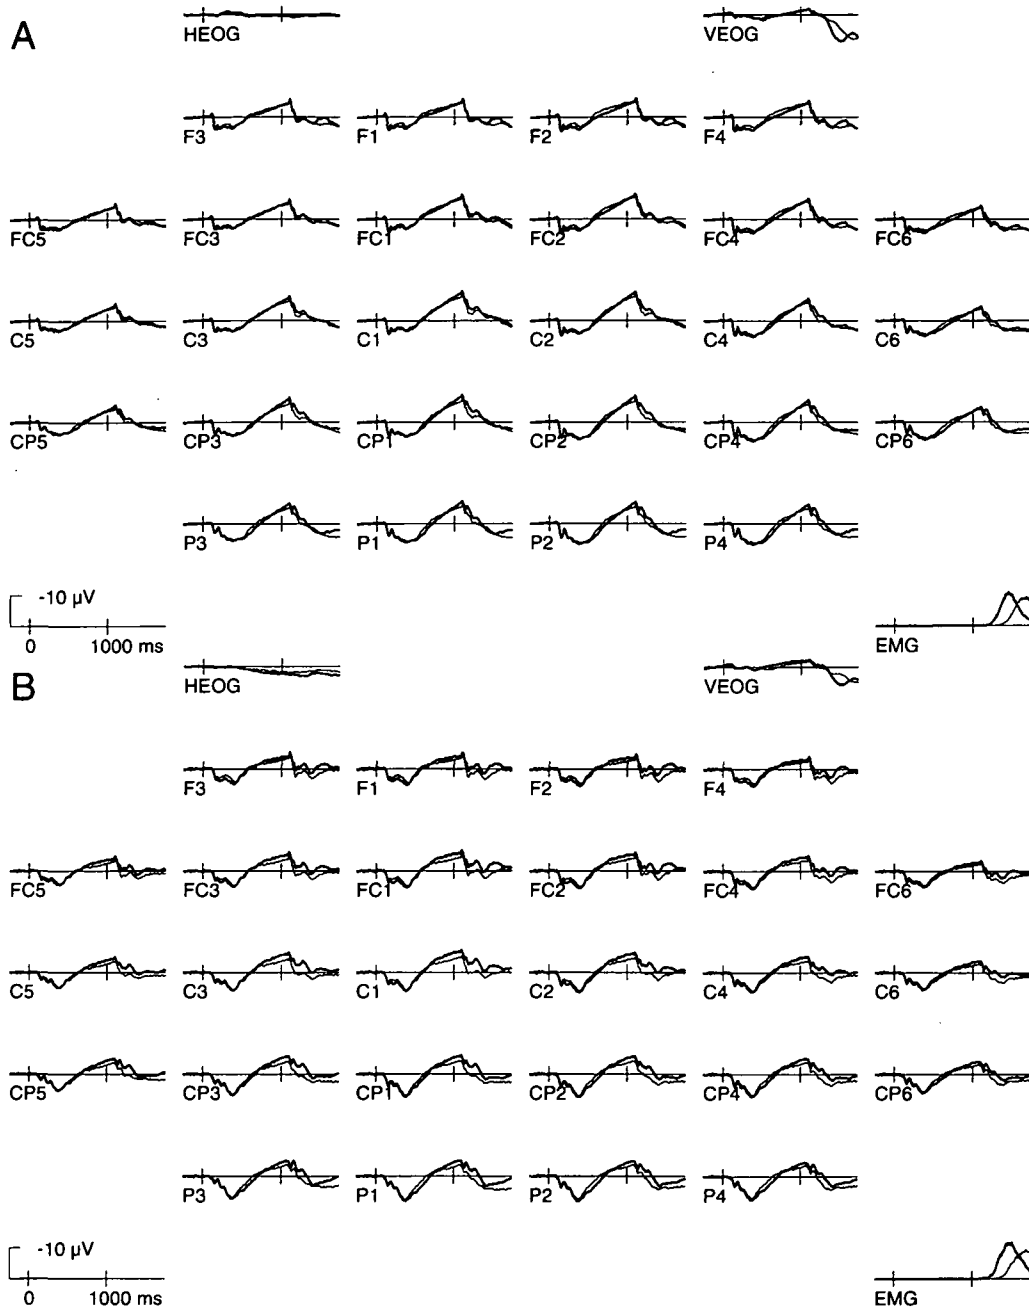 A
HEOG VEOG
F3 F1 F2 F4
FC5 FC3 FC1 FC2 FC4 FC6
C5 C3 C1 C2 C4 C6
CP5 CP3 CP1 CP2 CP4 CP6
P3 P1 P2 P4
-10 µV
0 1000 ms EMG
B
HEOG VEOG
F3 F1 F2 F4
FC5 FC3 FC1 FC2 FC4 FC6
C5 C3 C1 C2 C4 C6
CP5 CP3 CP1 CP2 CP4 CP6
P3 P1 P2 P4
-10 µV
0 1000 ms EMG